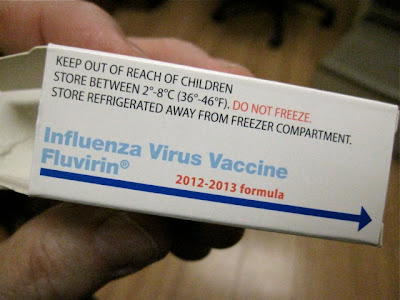 KEEP OUT OF REACH OF CHILDREN
STORE BETWEEN 2°-8°C (36°-46°F). DO NOT FREEZE.
STORE REFRIGERATED AWAY FROM FREEZER COMPARTMENT.
Influenza Virus Vaccine
Fluvirin®
2012-2013 formula